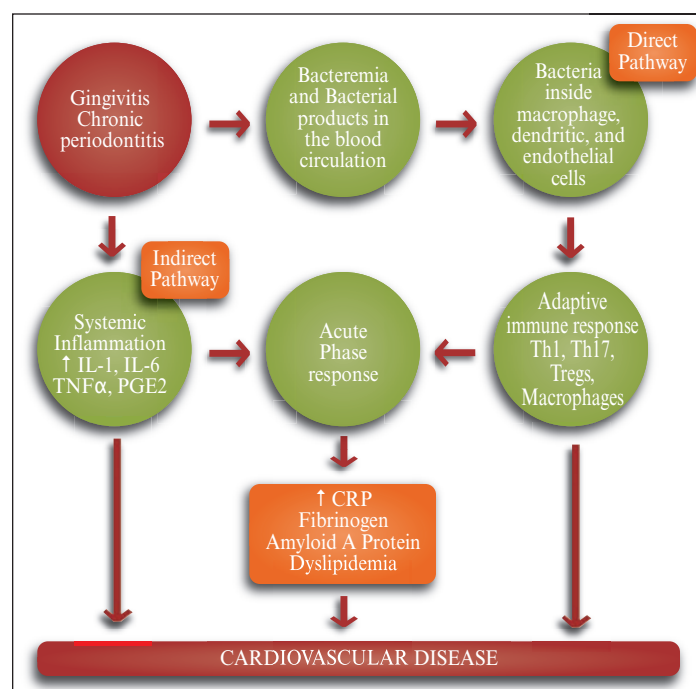 Direct
Pathway
Gingivitis
Chronic
periodontitis
Bacteremia
and Bacterial
products in
the blood
circulation
Bacteria
inside
macrophage,
dendritic, and
endothelial
cells
Indirect
Pathway
Systemic
Inflammation
↑ IL-1, IL-6
TNFα, PGE2
Acute
Phase
response
Adaptive
immune response
Th1, Th17,
Tregs,
Macrophages
↑ CRP
Fibrinogen
Amyloid A Protein
Dyslipidemia
CARDIOVASCULAR DISEASE